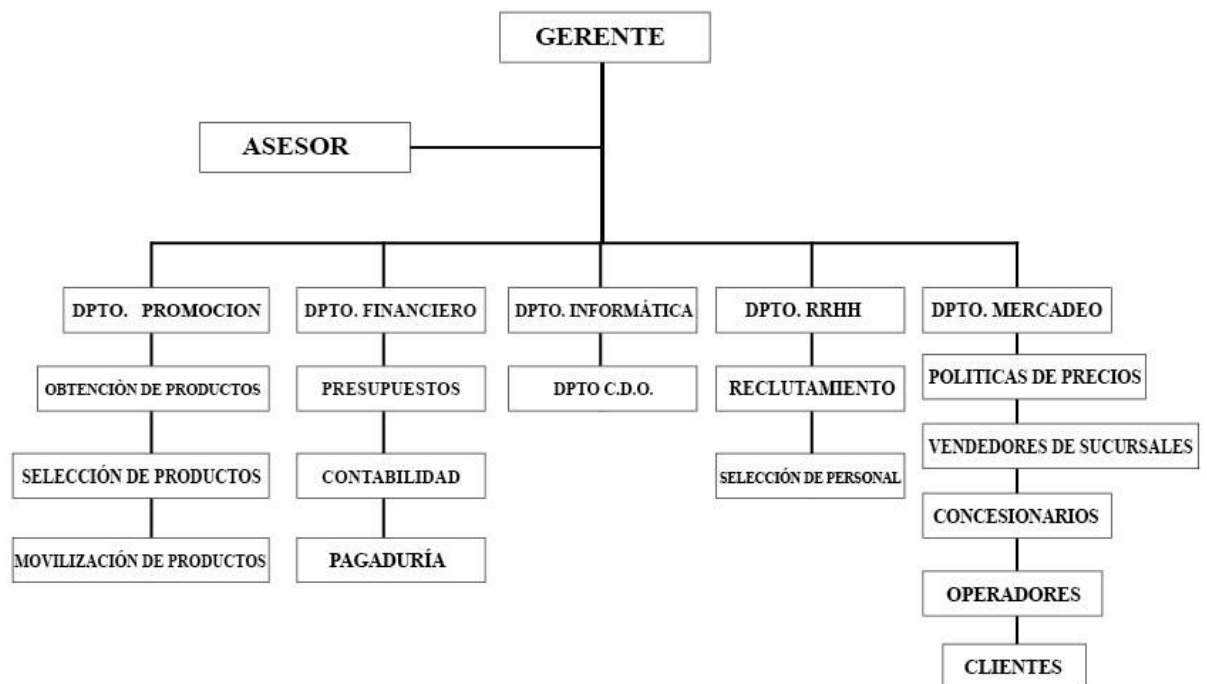 GERENTE
ASESOR
DPTO. PROMOCION
DPTO. FINANCIERO
DPTO. INFORMÁTICA
DPTO. RRHH
DPTO. MERCADEO
OBTENCIÒN DE PRODUCTOS
PRESUPUESTOS
DPTO C.D.O.
RECLUTAMIENTO
POLITICAS DE PRECIOS
SELECCIÓN DE PRODUCTOS
CONTABILIDAD
SELECCIÓN DE PERSONAL
VENDEDORES DE SUCURSALES
MOVILIZACIÓN DE PRODUCTOS
PAGADURÍA
CONCESIONARIOS
OPERADORES
CLIENTES